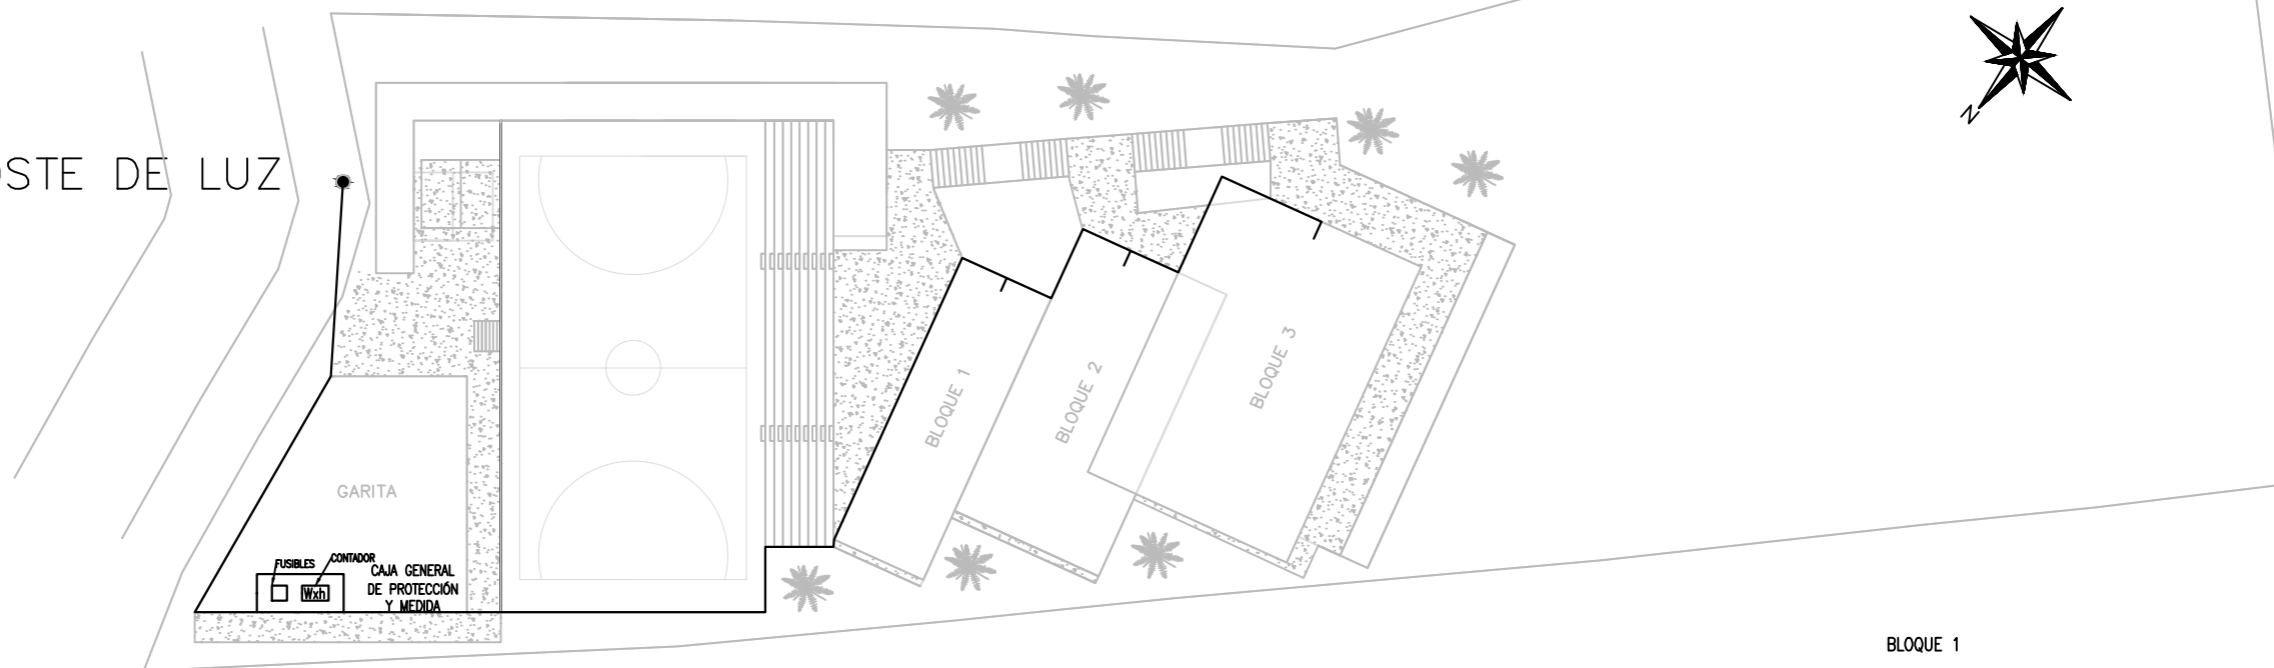 STE DE LUZ
N
BLOQUE 1
BLOQUE 2
BLOQUE 3
GARITA
FUSIBLES
CONTADOR
Wxh
CAJA GENERAL
DE PROTECCIÓN
Y MEDIDA
BLOQUE 1